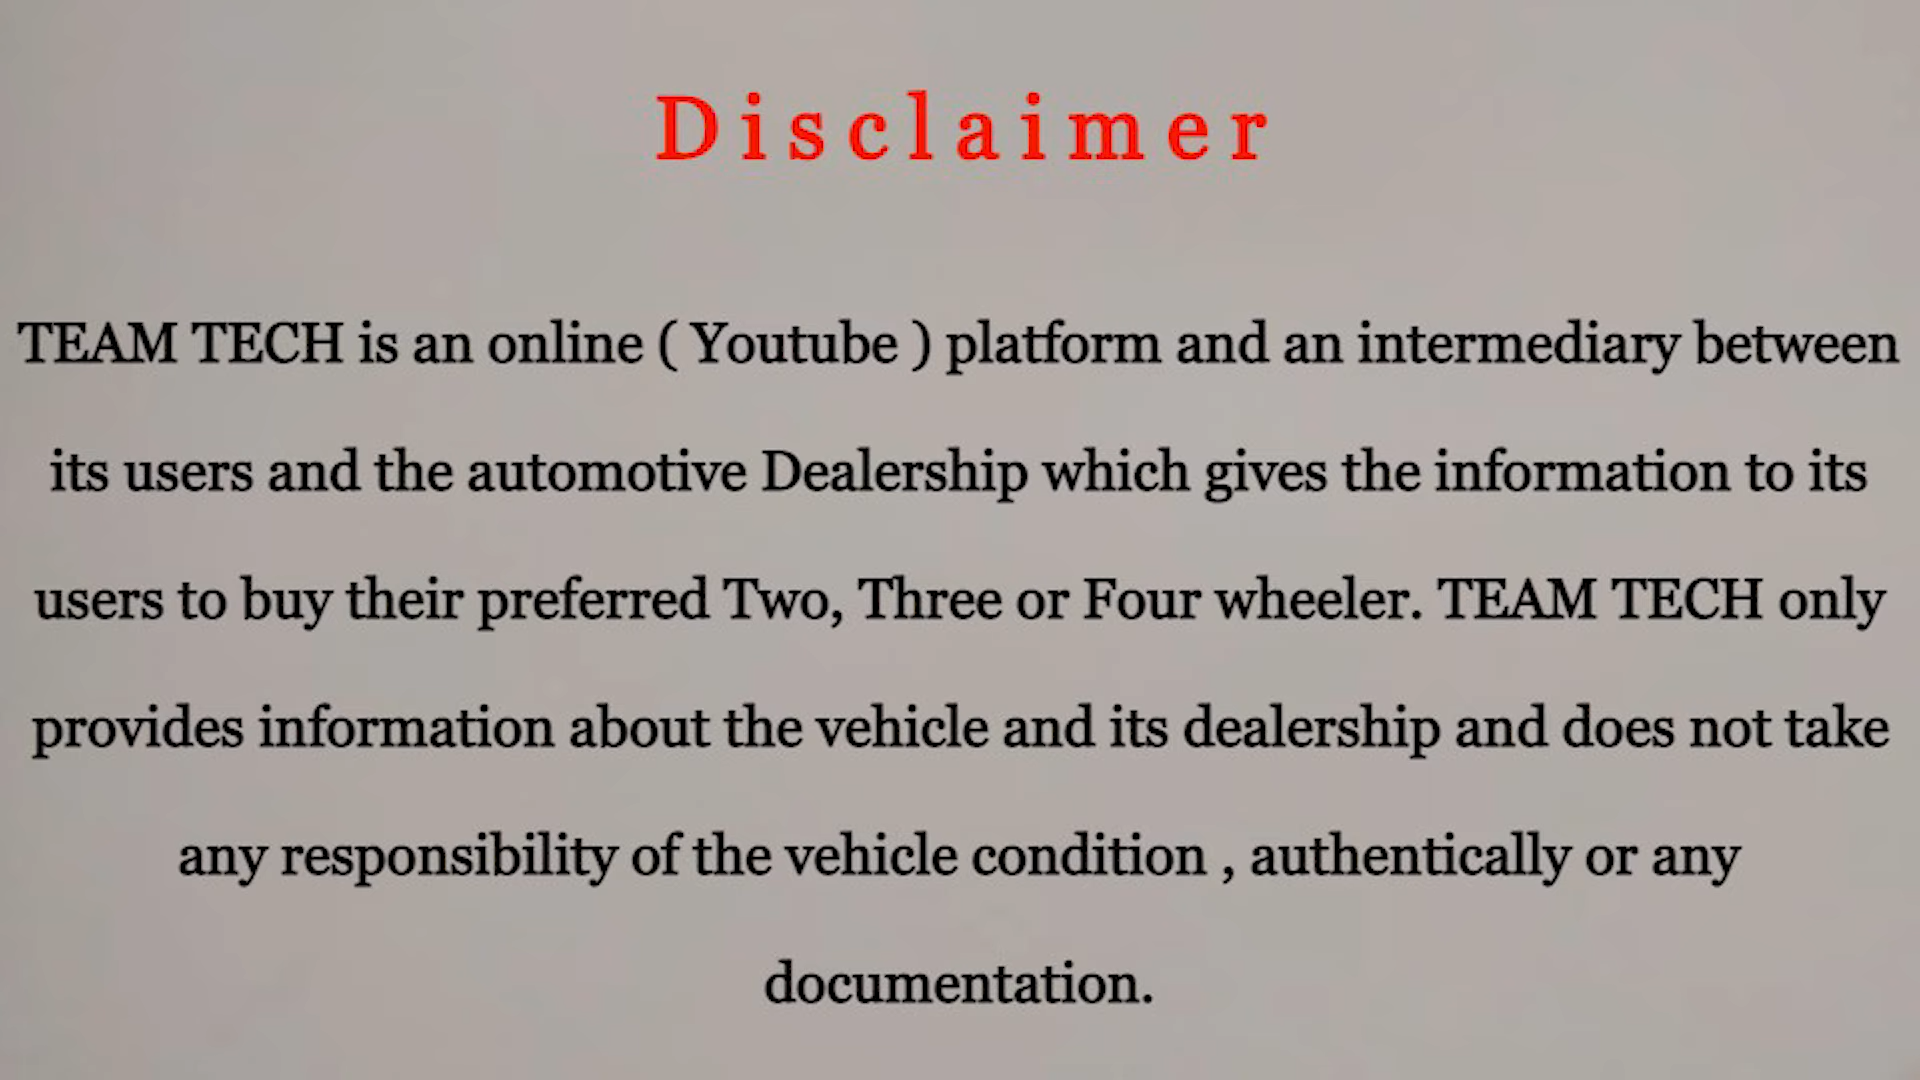 Disclaimer
TEAM TECH is an online ( Youtube ) platform and an intermediary between
its users and the automotive Dealership which gives the information to its
users to buy their preferred Two, Three or Four wheeler. TEAM TECH only
provides information about the vehicle and its dealership and does not take
any responsibility of the vehicle condition , authentically or any
documentation.